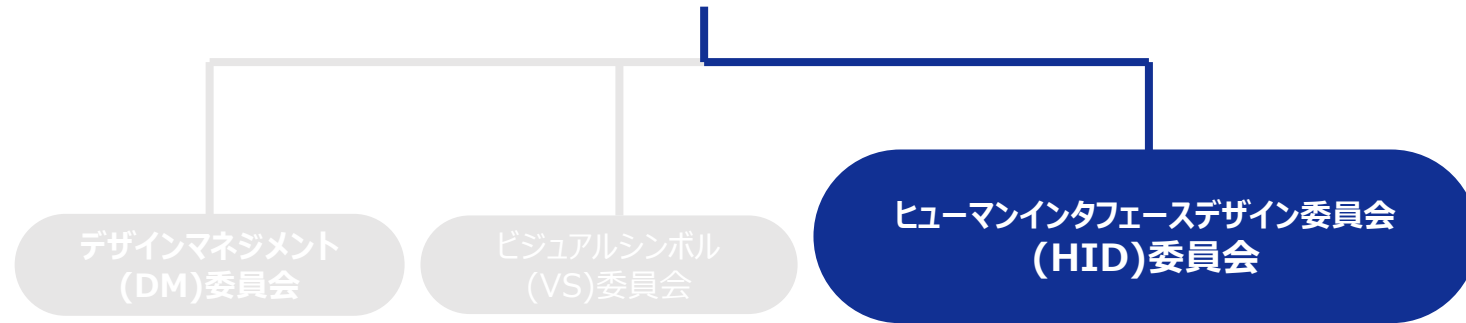 デザインマネジメント
(DM)委員会
ビジュアルシンボル
(VS)委員会
ヒューマンインタフェースデザイン委員会
(HID)委員会